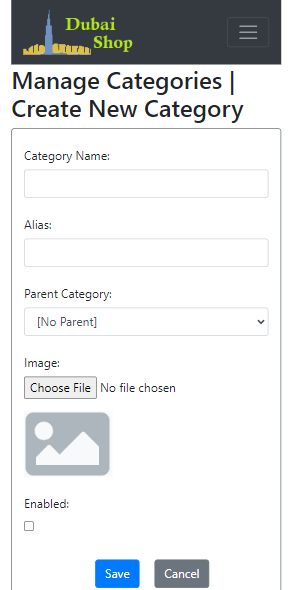 Dubai
Shop
Manage Categories |
Create New Category
Category Name:
Alias:
Parent Category:
[No Parent]
Image:
Choose File No file chosen
Enabled:
Save Cancel